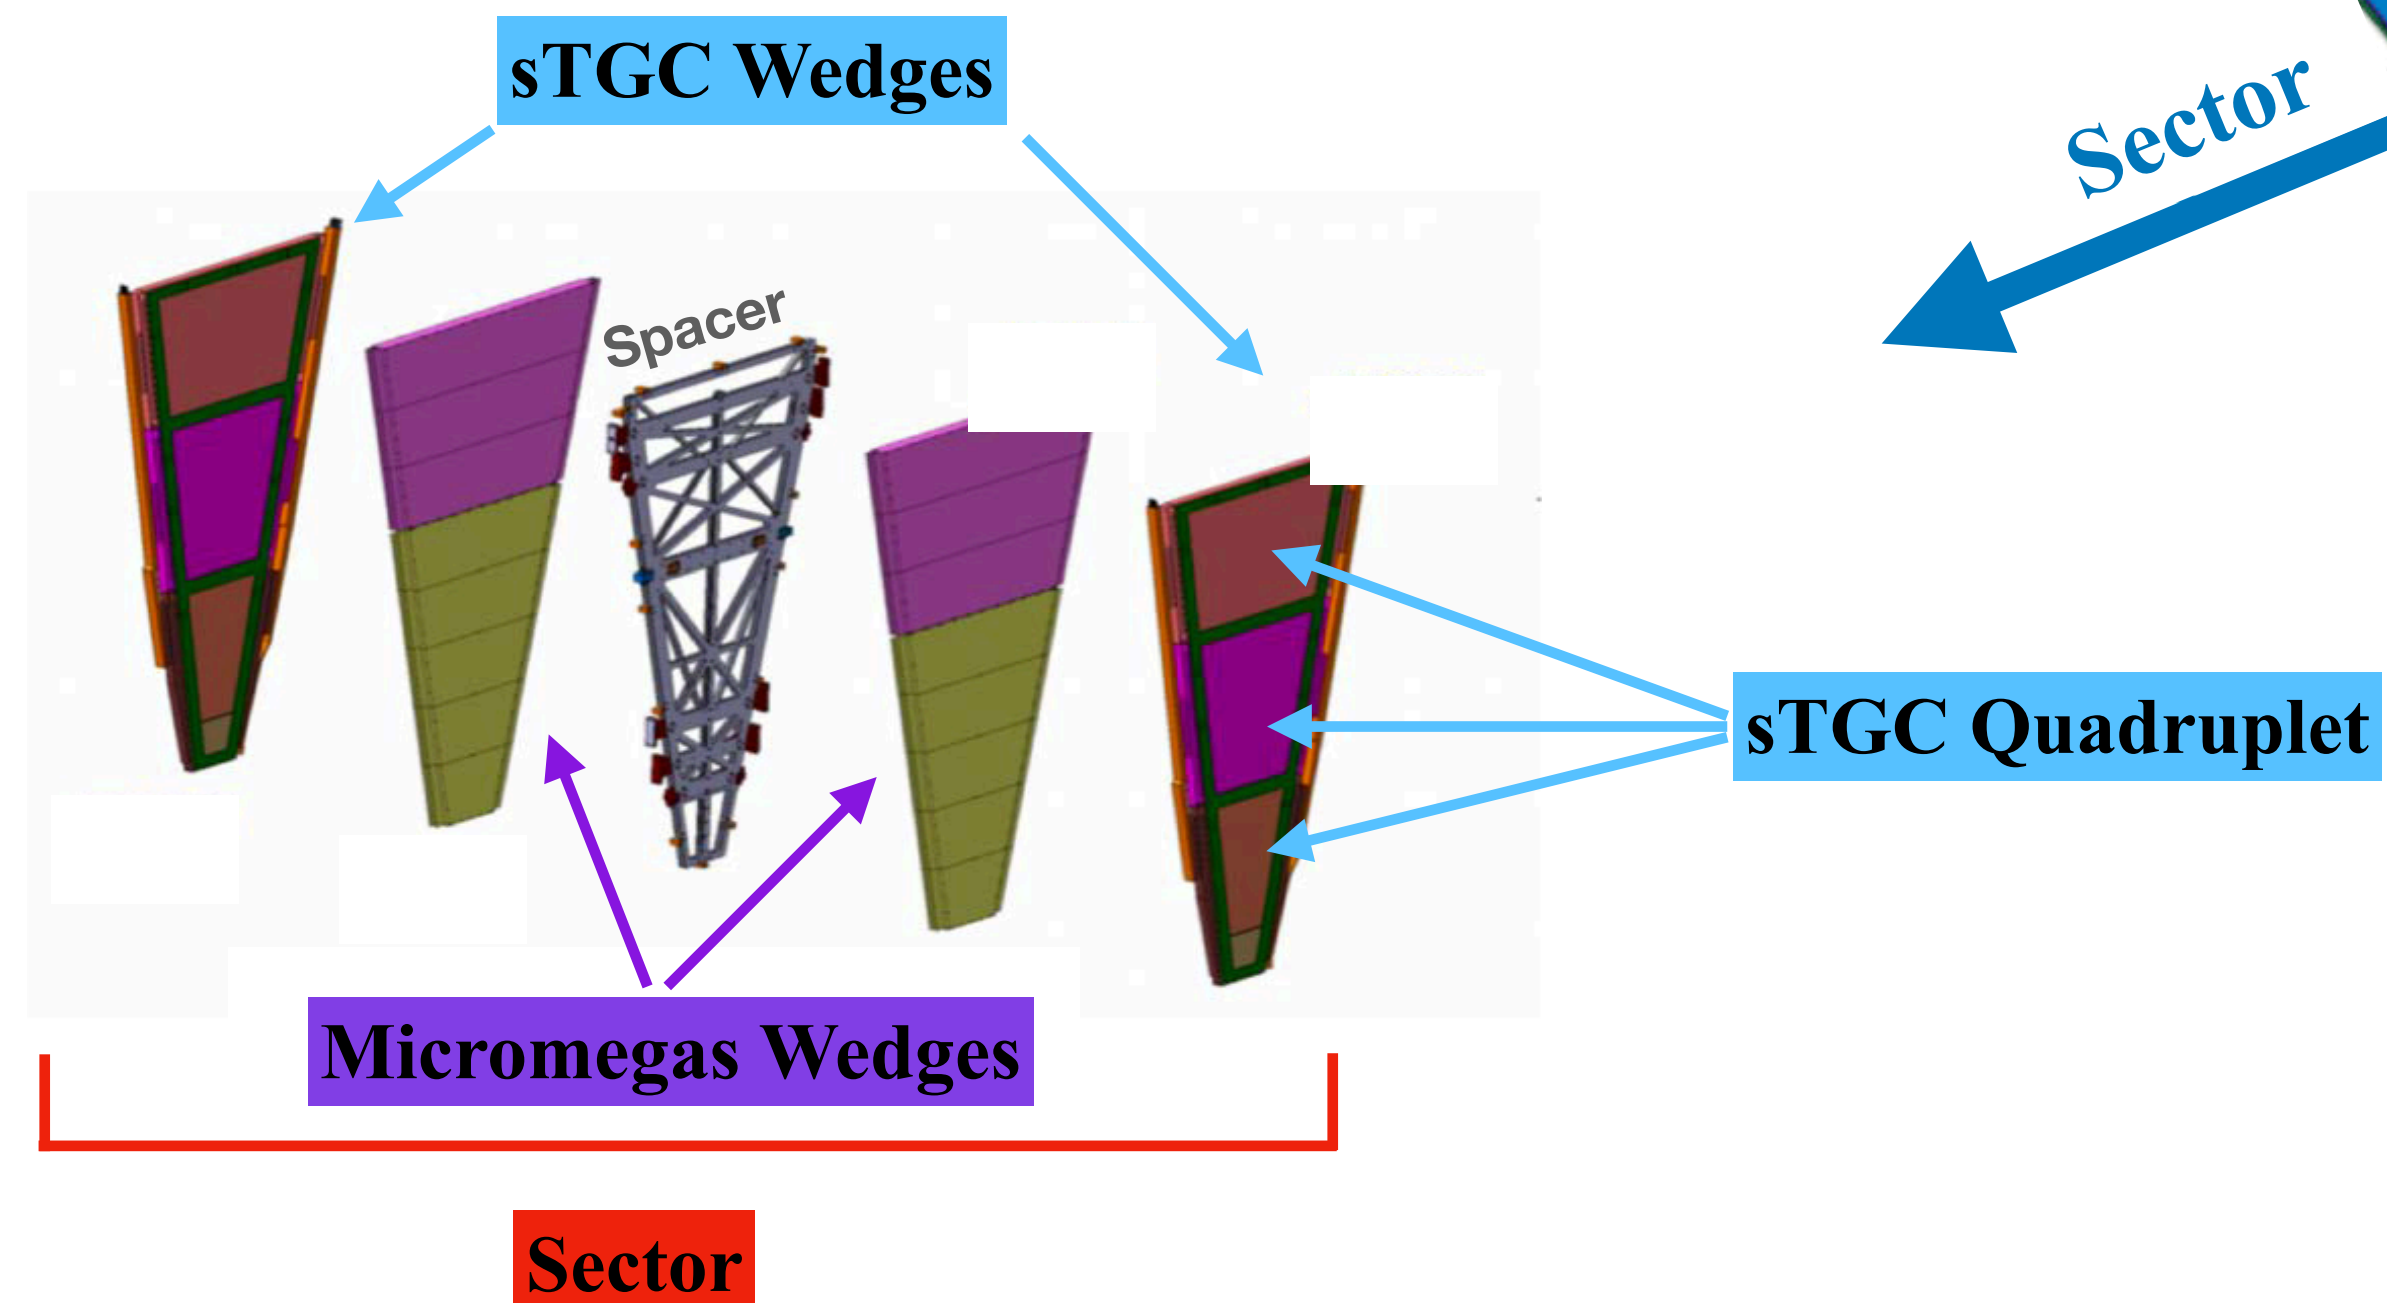 sTGC Wedges
Sector
Spacer
sTGC Quadruplet
Micromegas Wedges
Sector